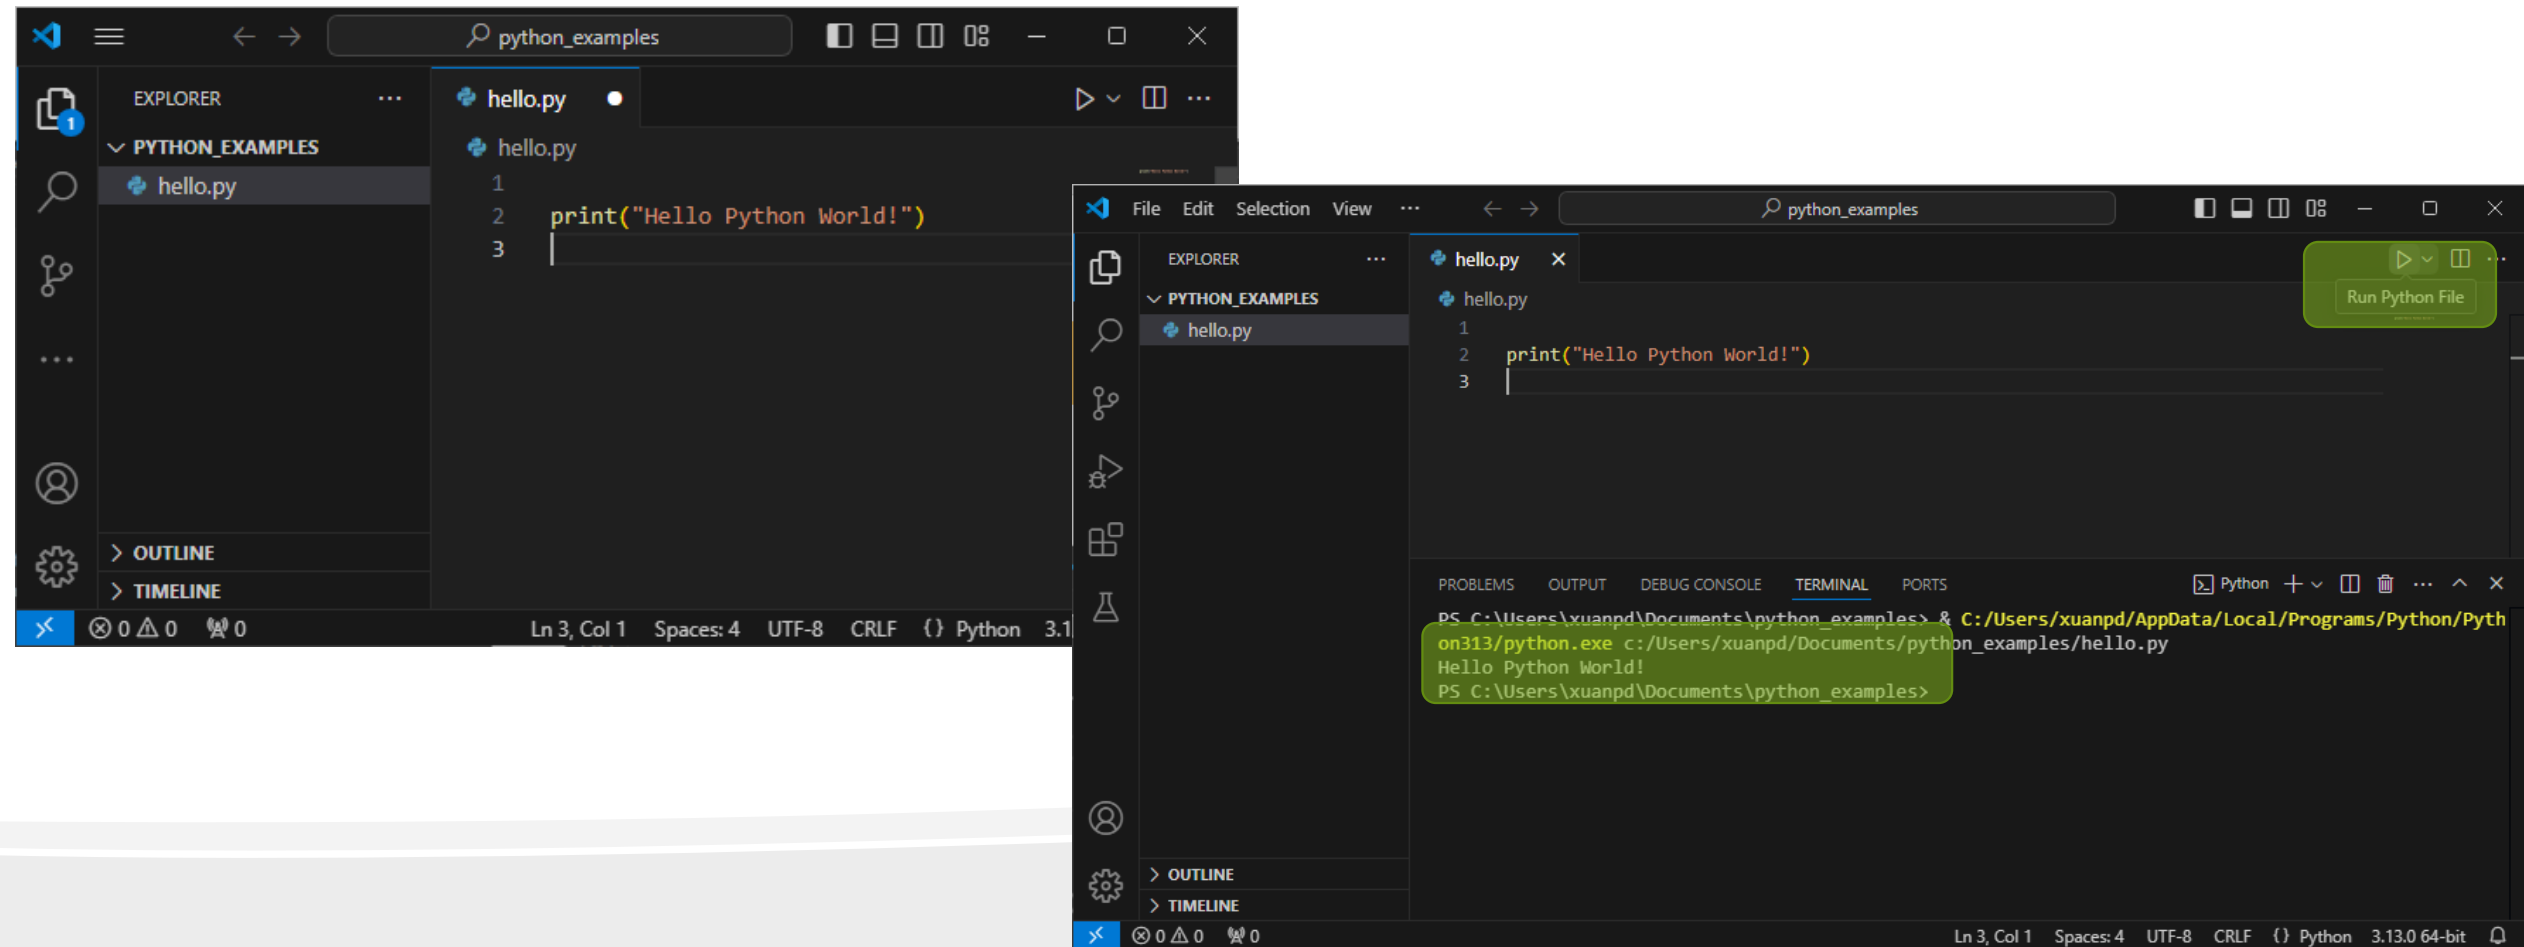 python_examples
EXPLORER
hello.py
1
PYTHON_EXAMPLES
hello.py
hello.py
1
2 print("Hello Python World!")
3
OUTLINE
TIMELINE
0 0 0 Ln 3, Col 1 Spaces: 4 UTF-8 CRLF {} Python 3.1
File Edit Selection View ··· python_examples
EXPLORER ···
hello.py
Run Python File
PYTHON_EXAMPLES
hello.py
hello.py
1
2 print("Hello Python World!")
3
PROBLEMS OUTPUT DEBUG CONSOLE TERMINAL PORTS Python
PS C:\Users\xuanpd\Documents\python_examples> & C:/Users/xuanpd/AppData/Local/Programs/Python/Pyth
on313/python.exe c:/Users/xuanpd/Documents/python_examples/hello.py
Hello Python World!
PS C:\Users\xuanpd\Documents\python_examples>
OUTLINE
TIMELINE
0 0 0 Ln 3, Col 1 Spaces: 4 UTF-8 CRLF {} Python 3.13.0 64-bit